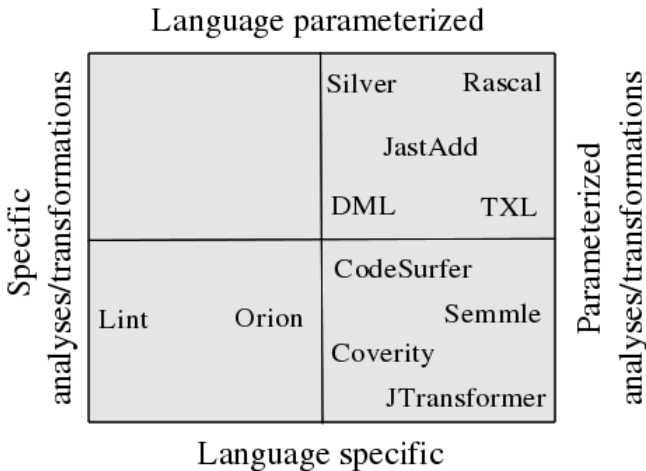 Language parameterized
Specific
analyses/transformations
Silver Rascal
JastAdd
DML TXL
CodeSurfer
Lint Orion Semmle
Coverity
JTransformer
Parameterized
analyses/transformations
Language specific